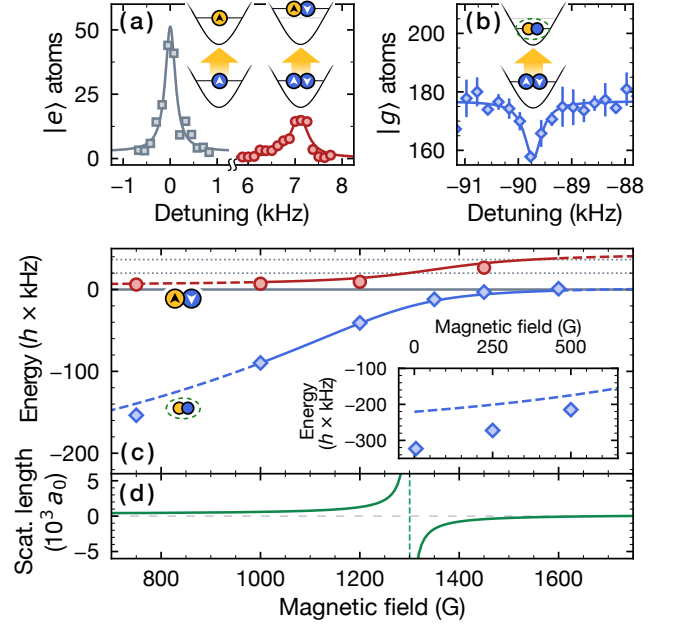 (a)
|e⟩ atoms
50
25
0
−1 0 1 6 7 8
Detuning (kHz)
(b)
|g⟩ atoms
200
180
160
−91 −90 −89 −88
Detuning (kHz)
Energy (h × kHz)
0
−100
−200
(c)
Magnetic field (G)
0 250 500
Energy
(h × kHz)
−100
−200
−300
(d)
Scat. length
(10³ a₀)
5
0
−5
800 1000 1200 1400 1600
Magnetic field (G)